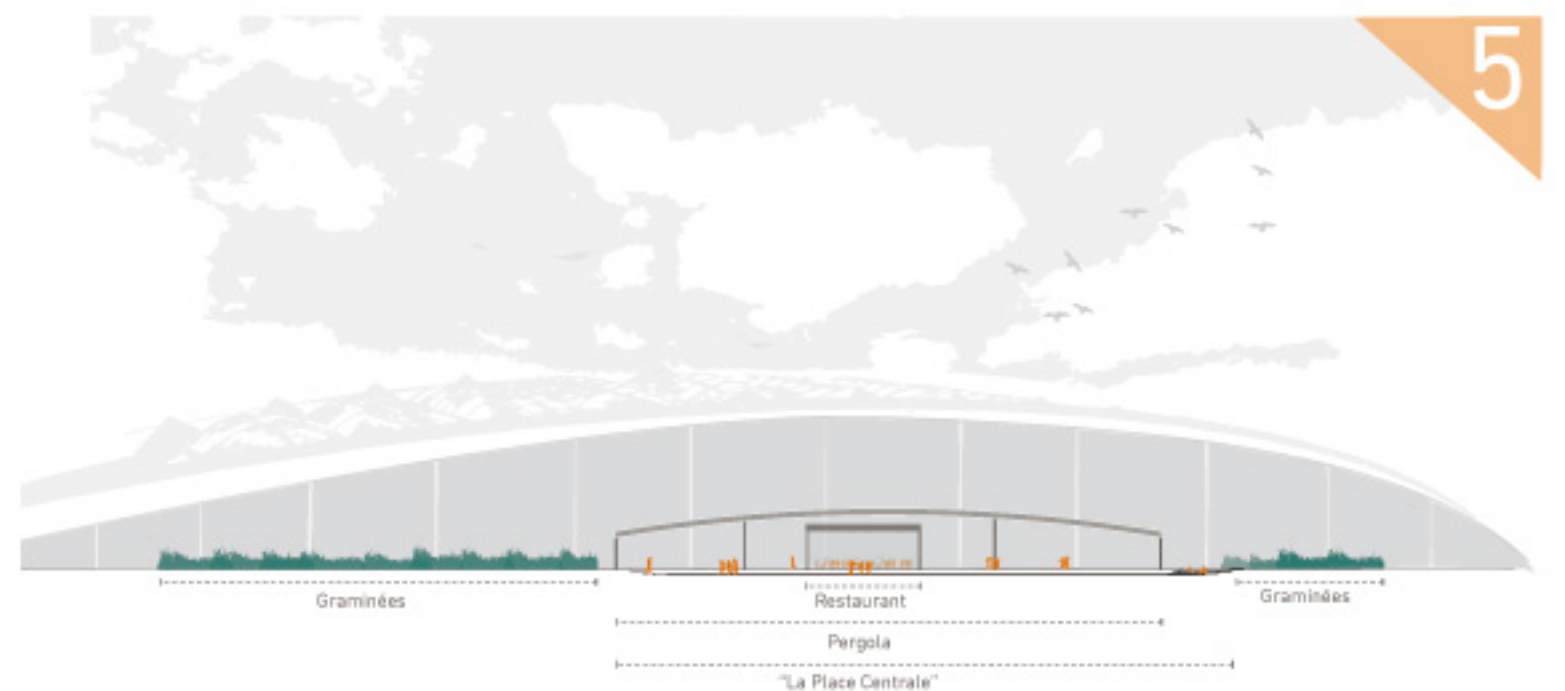 5
Graminées
Restaurant
Graminées
Pergola
"La Place Centrale"